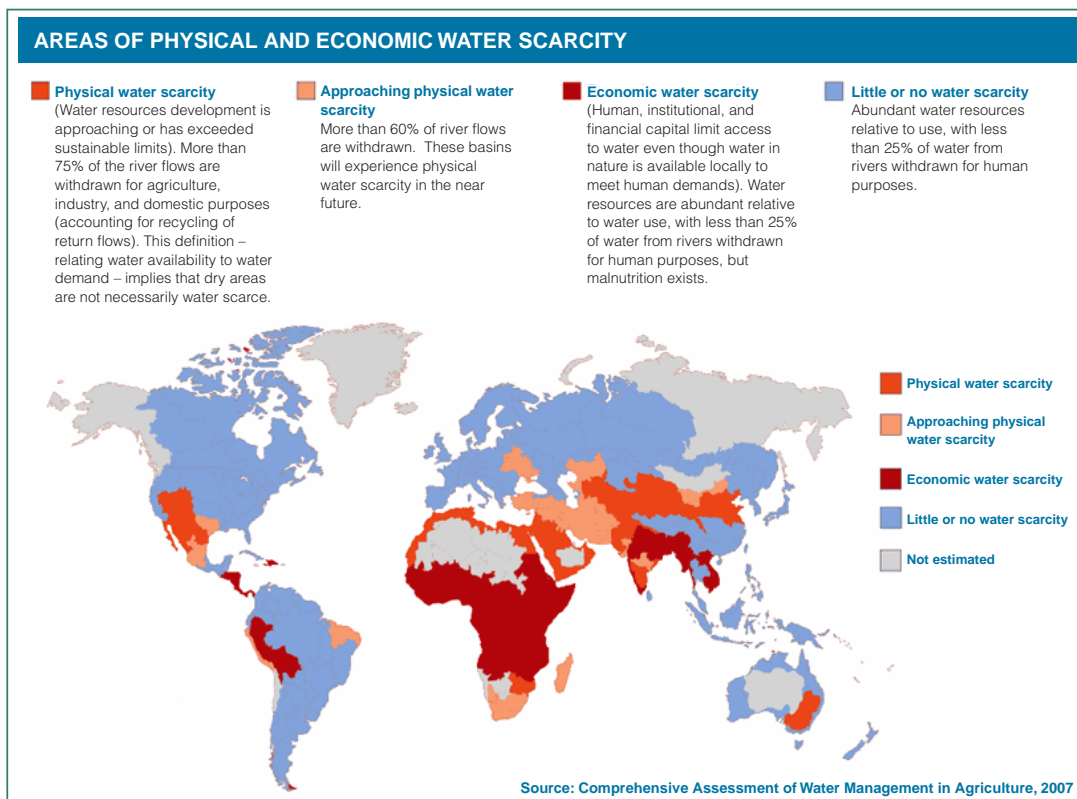 AREAS OF PHYSICAL AND ECONOMIC WATER SCARCITY
Physical water scarcity
(Water resources development is
approaching or has exceeded
sustainable limits). More than
75% of the river flows are
withdrawn for agriculture,
industry, and domestic purposes
(accounting for recycling of
return flows). This definition –
relating water availability to water
demand – implies that dry areas
are not necessarily water scarce.
Approaching physical water
scarcity
More than 60% of river flows
are withdrawn. These basins
will experience physical
water scarcity in the near
future.
Economic water scarcity
(Human, institutional, and
financial capital limit access
to water even though water in
nature is available locally to
meet human demands). Water
resources are abundant relative
to water use, with less than 25%
of water from rivers withdrawn
for human purposes, but
malnutrition exists.
Little or no water scarcity
Abundant water resources
relative to use, with less
than 25% of water from
rivers withdrawn for human
purposes.
Physical water scarcity
Approaching physical
water scarcity
Economic water scarcity
Little or no water scarcity
Not estimated
Source: Comprehensive Assessment of Water Management in Agriculture, 2007